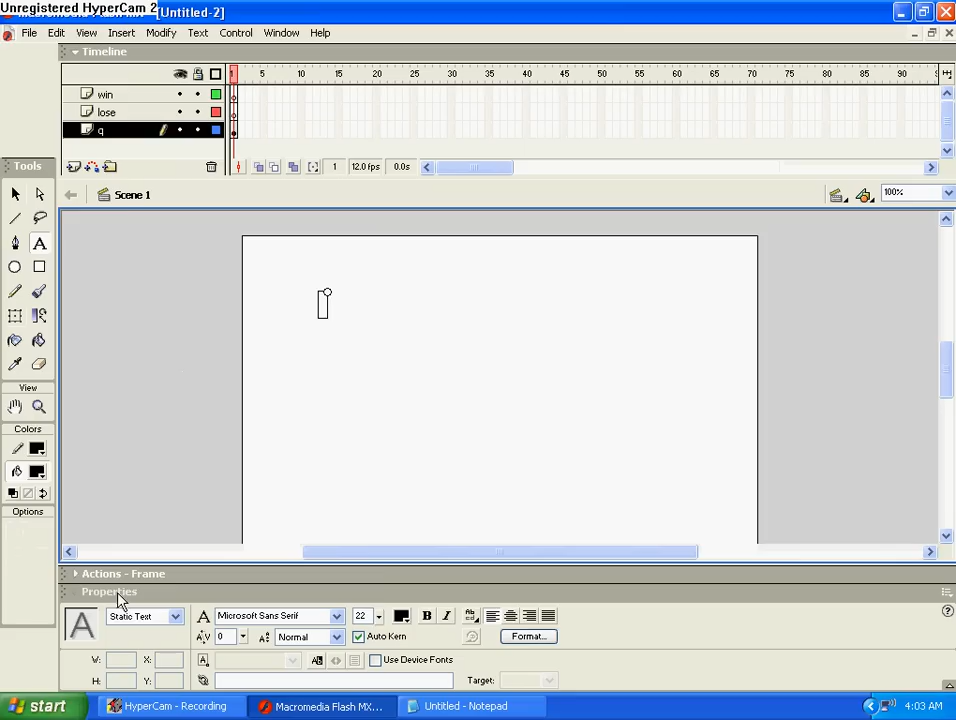 Unregistered HyperCam 2
[Untitled-2]
File Edit View Insert Modify Text Control Window Help
Timeline
1 5 10 15 20 25 30 35 40 45 50 55 60 65 70 75 80 85 90
win
lose
q
1 12.0 fps 0.0s
Tools
Scene 1
100%
A
View
Colors
Options
Actions - Frame
Properties
A Static Text A Microsoft Sans Serif 22 B I
A|V 0 Normal Auto Kern Format...
W: X: Use Device Fonts
H: Y: Target:
start HyperCam - Recording Macromedia Flash MX... Untitled - Notepad 4:03 AM